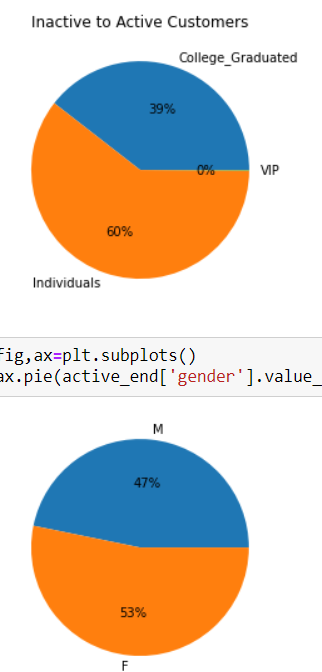 Inactive to Active Customers
College_Graduated
39%
0%
VIP
60%
Individuals
fig,ax=plt.subplots()
ax.pie(active_end['gender'].value_
M
47%
53%
F